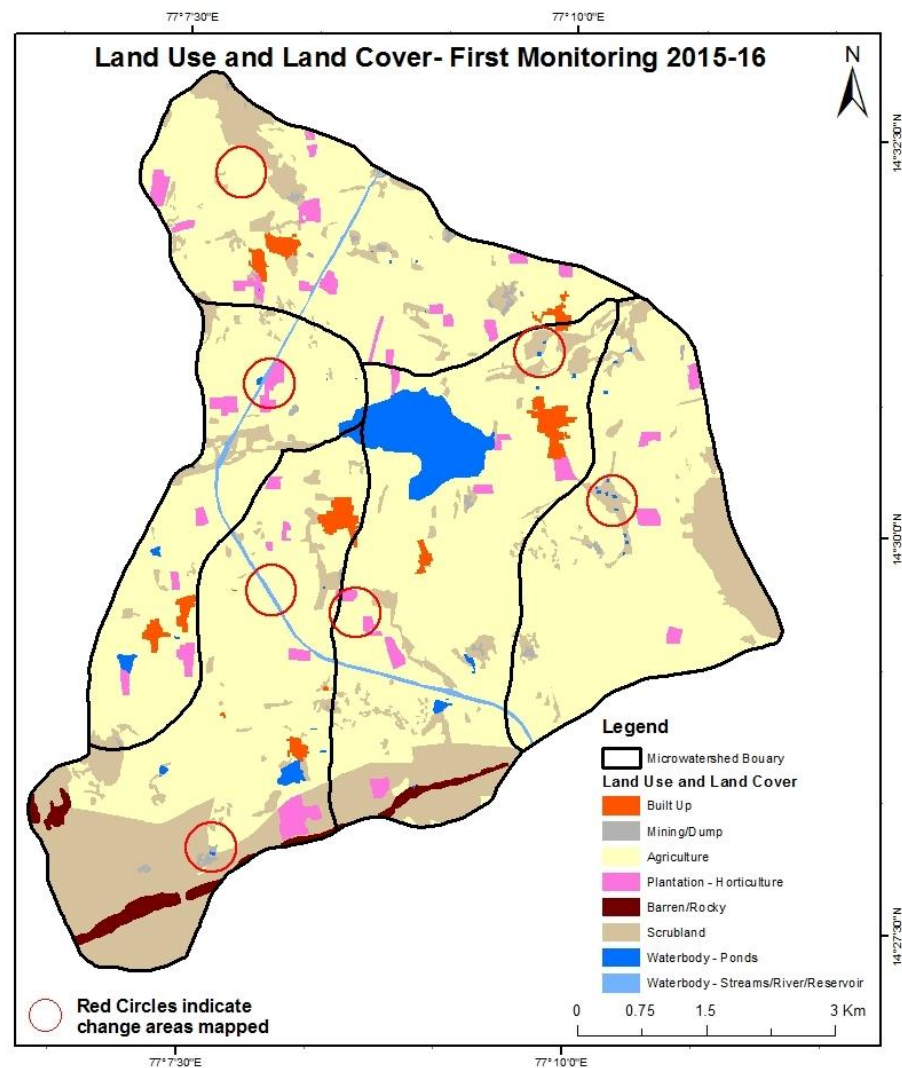 77°7'30"E
77°10'0"E
Land Use and Land Cover- First Monitoring 2015-16
N
14°32'30"N
14°30'0"N
14°27'30"N
Legend
Microwatershed Bouary
Land Use and Land Cover
Built Up
Mining/Dump
Agriculture
Plantation - Horticulture
Barren/Rocky
Scrubland
Waterbody - Ponds
Waterbody - Streams/River/Reservoir
Red Circles indicate
change areas mapped
0 0.75 1.5 3 Km
77°7'30"E
77°10'0"E